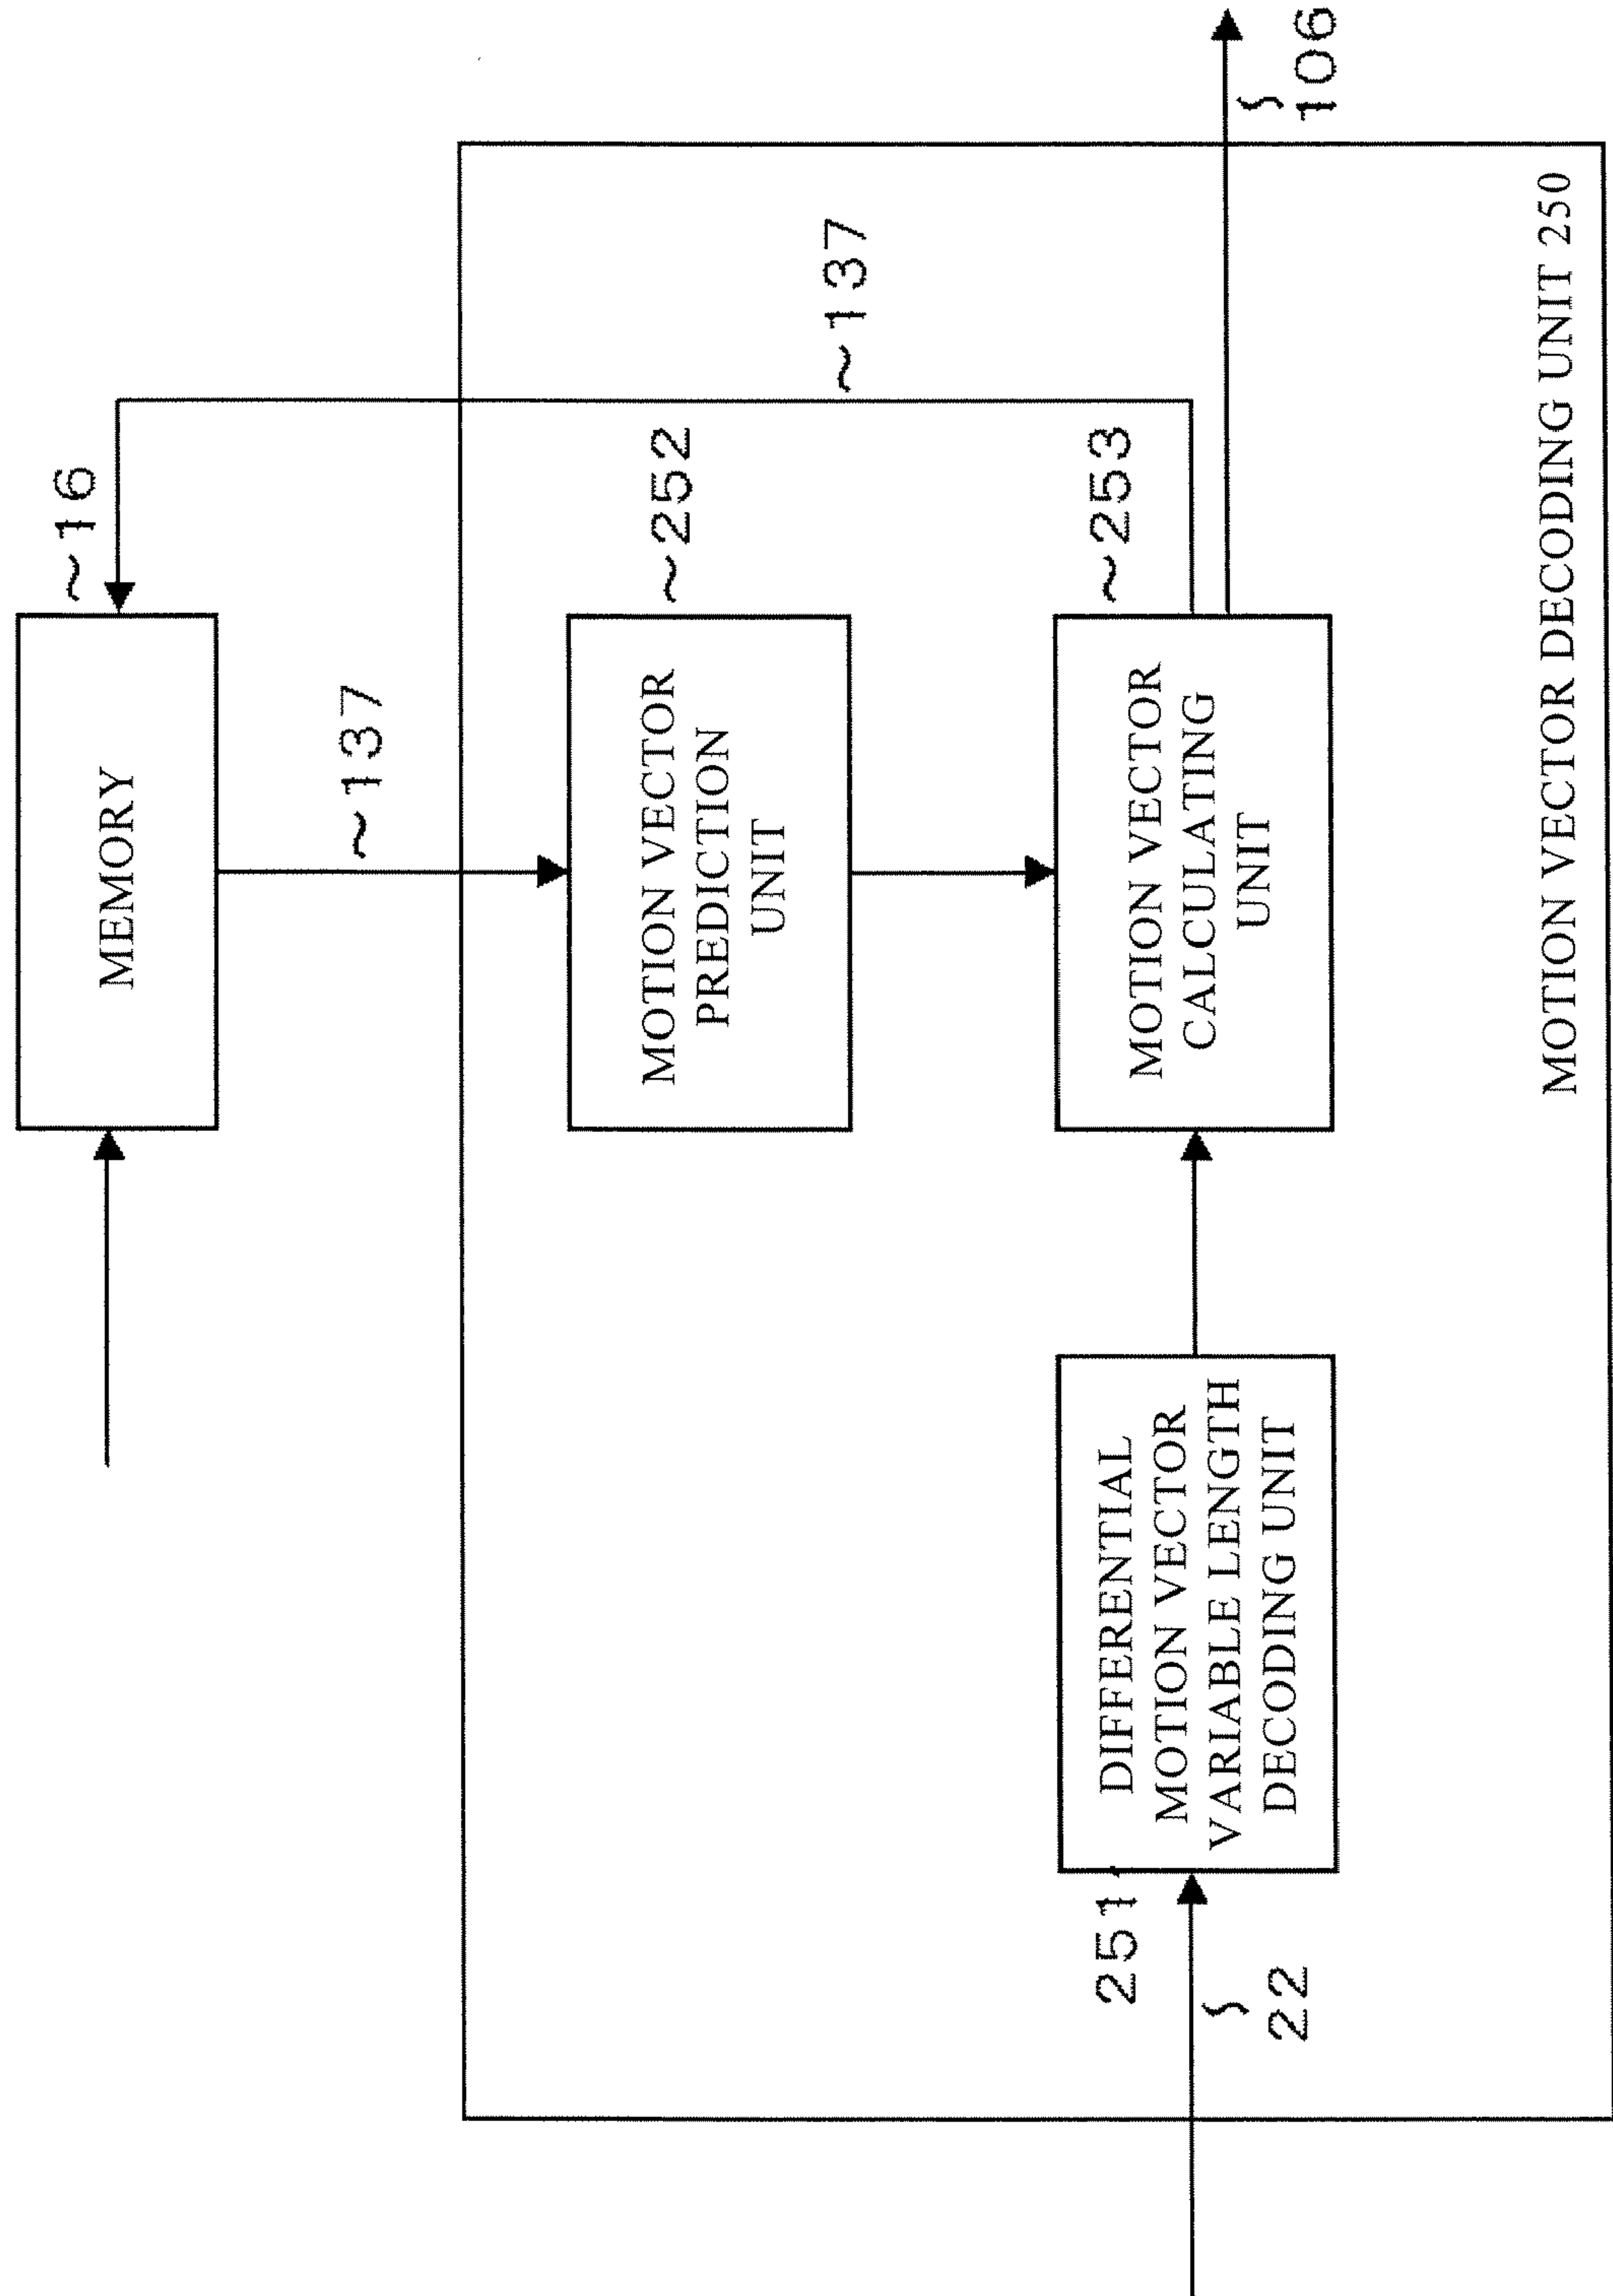 ~16
MEMORY
~137
~252
MOTION VECTOR
PREDICTION
UNIT
~137
251
DIFFERENTIAL
MOTION VECTOR
VARIABLE LENGTH
DECODING UNIT
~253
MOTION VECTOR
CALCULATING
UNIT
22
106
MOTION VECTOR DECODING UNIT 250